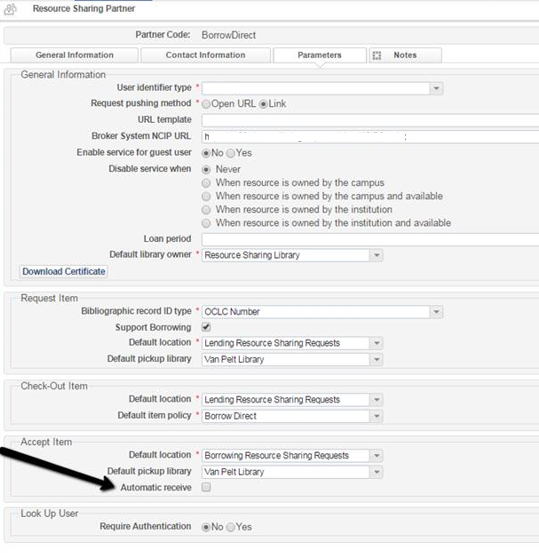 Resource Sharing Partner
Partner Code: BorrowDirect
General Information Contact Information Parameters Notes
General Information
User identifier type *
Request pushing method * Open URL Link
URL template
Broker System NCIP URL h
Enable service for guest user No Yes
Disable service when Never
When resource is owned by the campus
When resource is owned by the campus and available
When resource is owned by the institution
When resource is owned by the institution and available
Loan period
Default library owner * Resource Sharing Library
Download Certificate
Request Item
Bibliographic record ID type * OCLC Number
Support Borrowing
Default location * Lending Resource Sharing Requests
Default pickup library Van Pelt Library
Check-Out Item
Default location * Lending Resource Sharing Requests
Default item policy * Borrow Direct
Accept Item
Default location * Borrowing Resource Sharing Requests
Default pickup library Van Pelt Library
Automatic receive
Look Up User
Require Authentication No Yes